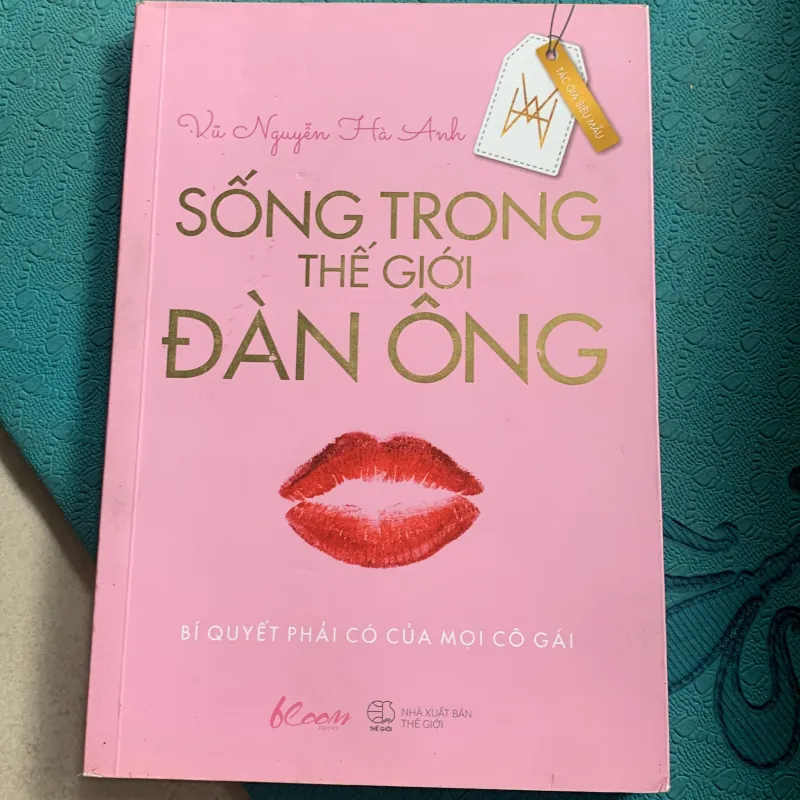 TÁC GIẢ SIÊU MẪU
Vũ Nguyễn Hà Anh
SỐNG TRONG
THẾ GIỚI
ĐÀN ÔNG
BÍ QUYẾT PHẢI CÓ CỦA MỌI CÔ GÁI
bloom
BOOKS
THẾ GIỚI
NHÀ XUẤT BẢN
THẾ GIỚI